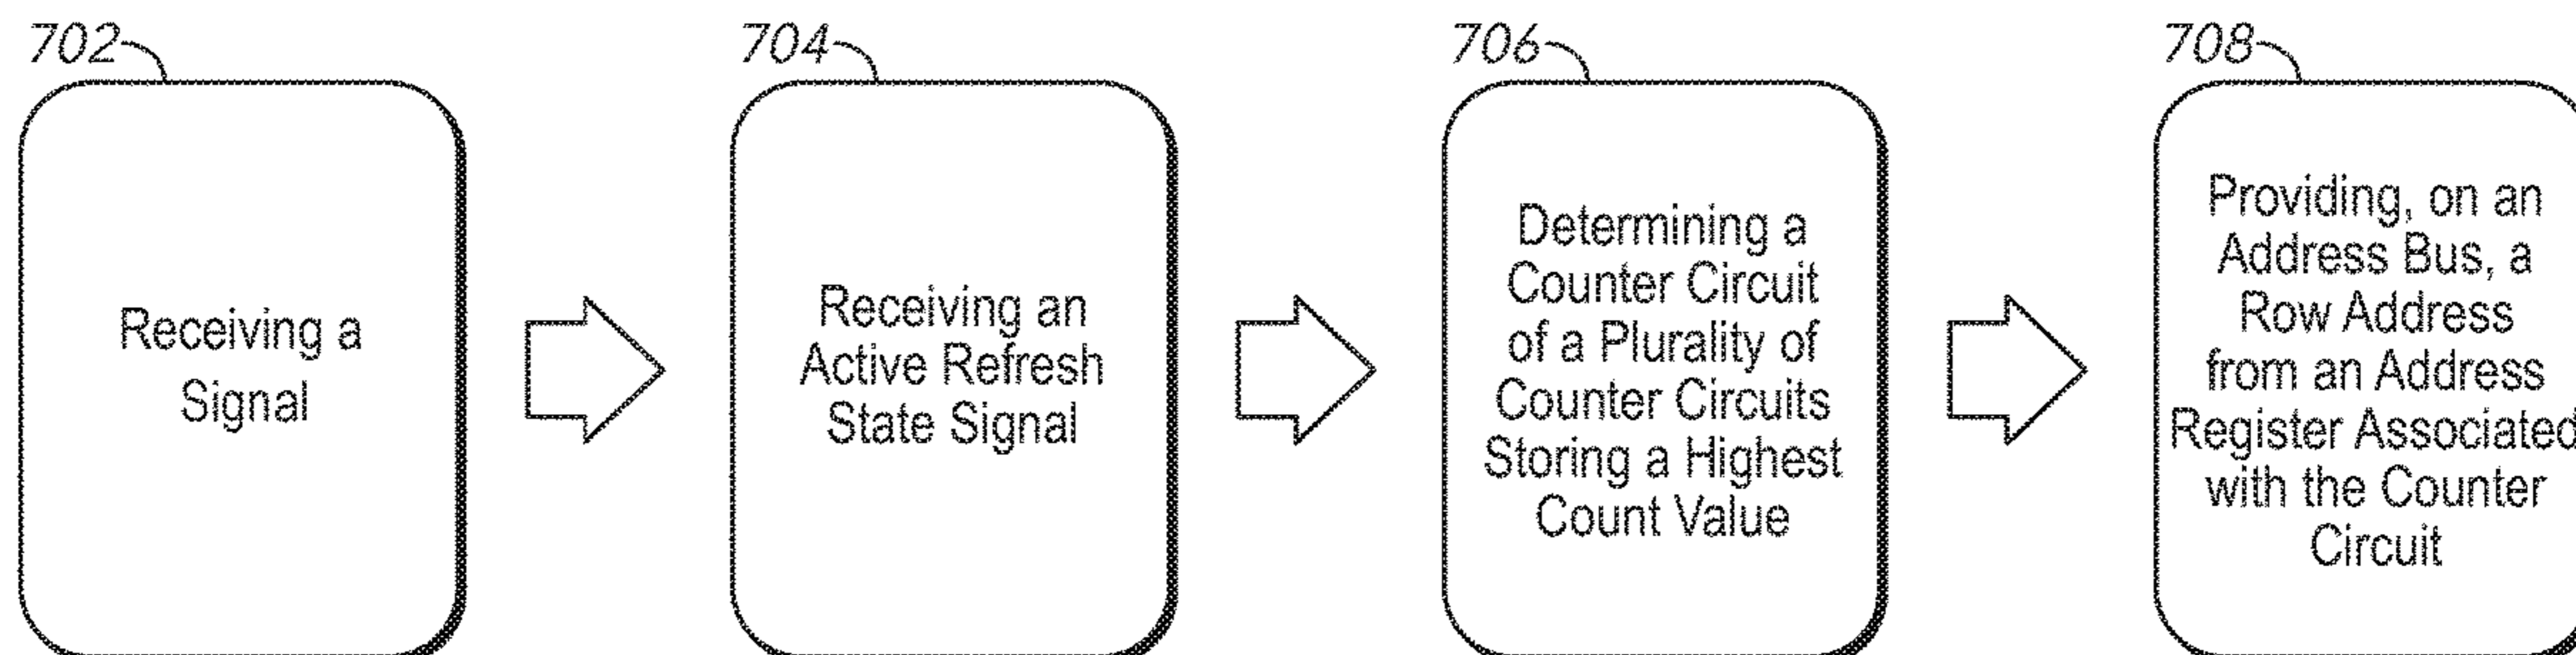 702
Receiving a
Signal
704
Receiving an
Active Refresh
State Signal
706
Determining a
Counter Circuit
of a Plurality of
Counter Circuits
Storing a Highest
Count Value
708
Providing, on an
Address Bus, a
Row Address
from an Address
Register Associated
with the Counter
Circuit